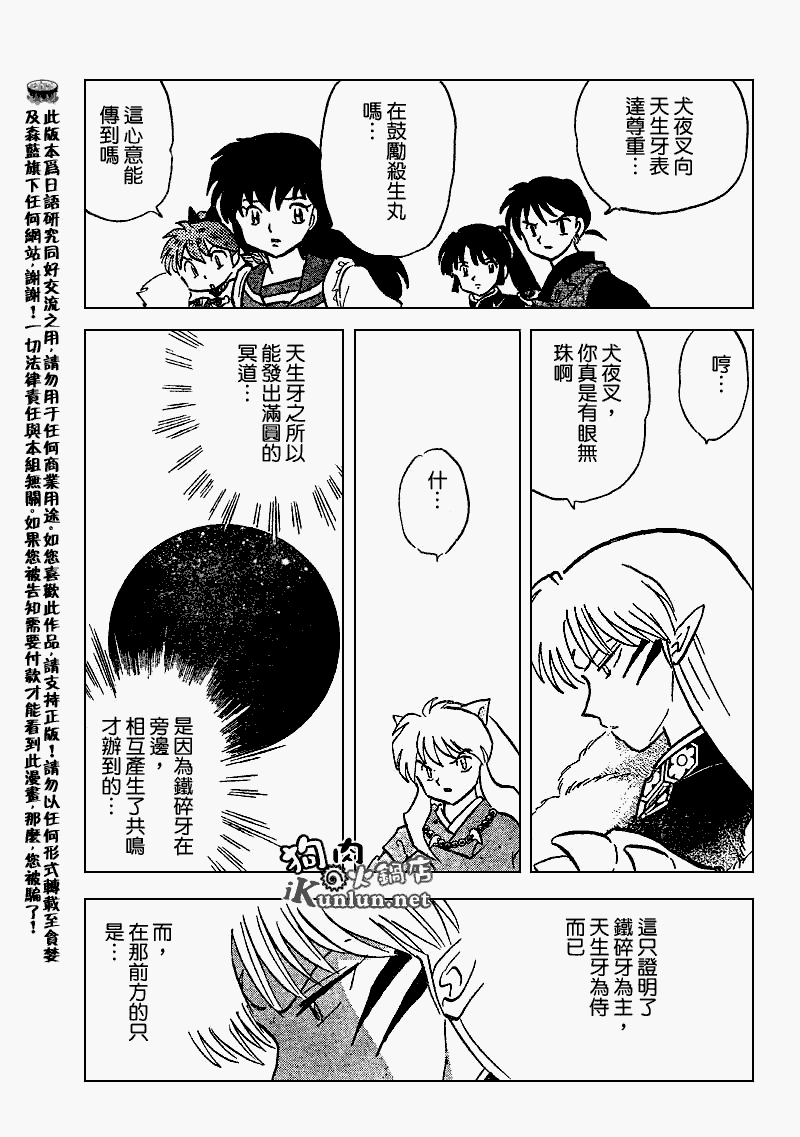 犬夜叉向
天生牙表
達尊重…
在鼓勵殺生丸
嗎…
這心意能
傳到嗎
哼…
犬夜叉，
你真是有眼無
珠啊
什…
天生牙之所以
能發出滿圓的
冥道…
是因為鐵碎牙在
旁邊，
相互產生了共鳴
才辦到的…
這只證明了
鐵碎牙為主，
天生牙為侍
而已
而，
在那前方的只
是…
此版本爲日語研究同好交流之用，請勿用于任何商業用途。如您喜歡此作品，請支持正版！請勿以任何形式轉載至貪婪
及森藍旗下任何網站，謝謝！一切法律責任與本組無關。如果您被告知需要付款才能看到此漫畫，那麼，您被騙了！
狗肉火鍋店
iKunlun.net